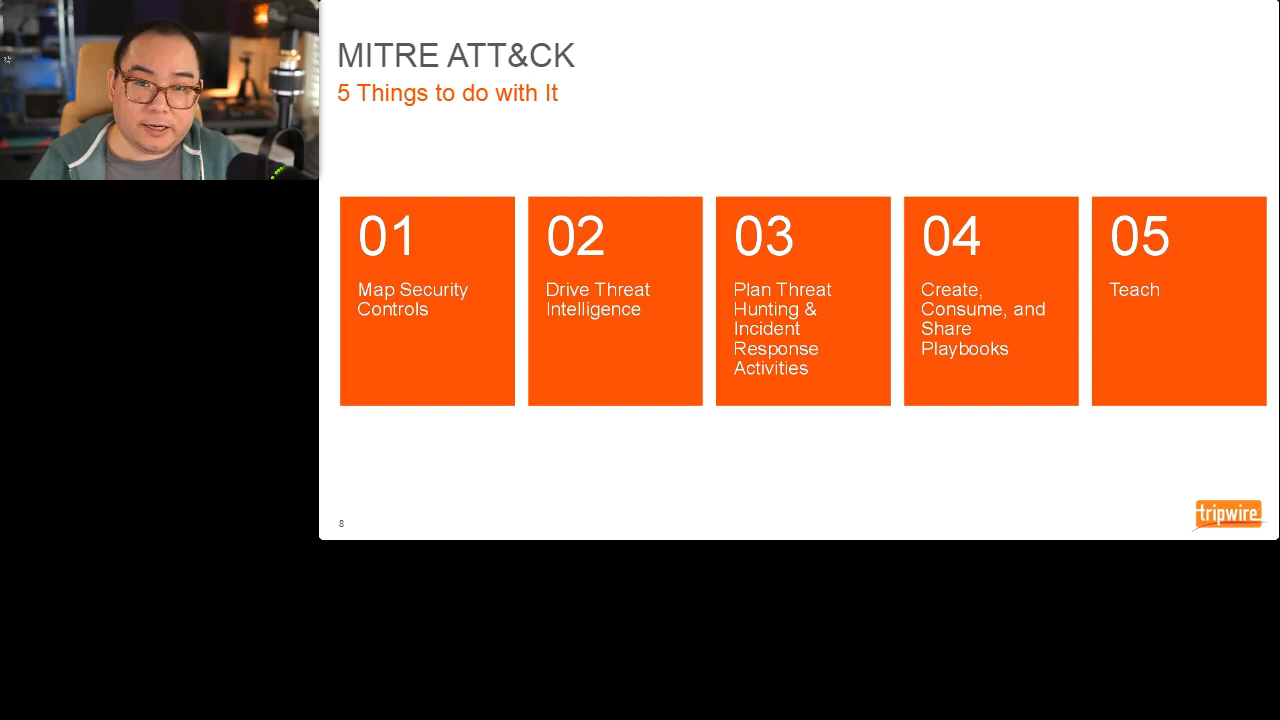 MITRE ATT&CK
5 Things to do with It
01
Map Security
Controls
02
Drive Threat
Intelligence
03
Plan Threat
Hunting &
Incident
Response
Activities
04
Create,
Consume, and
Share
Playbooks
05
Teach
8
tripwire